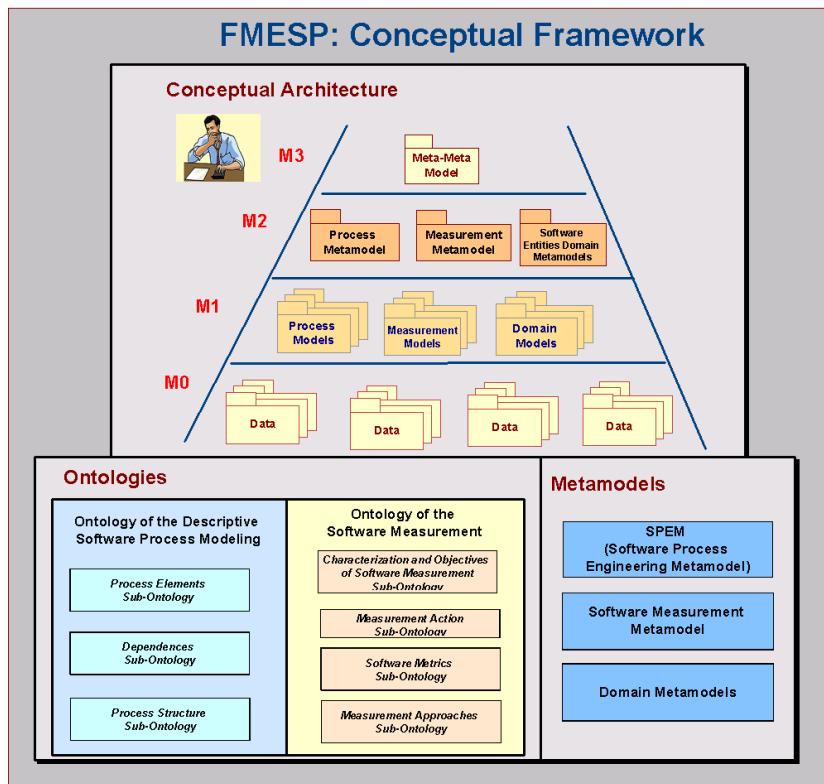 FMESP: Conceptual Framework
Conceptual Architecture
M3
Meta-Meta
Model
M2
Process
Metamodel
Measurement
Metamodel
Software
Entities Domain
Metamodels
M1
Process
Models
Measurement
Models
Domain
Models
M0
Data
Data
Data
Data
Ontologies
Ontology of the Descriptive
Software Process Modeling
Process Elements
Sub-Ontology
Dependences
Sub-Ontology
Process Structure
Sub-Ontology
Ontology of the
Software Measurement
Characterization and Objectives
of Software Measurement
Sub-Ontology
Measurement Action
Sub-Ontology
Software Metrics
Sub-Ontology
Measurement Approaches
Sub-Ontology
Metamodels
SPEM
(Software Process
Engineering Metamodel)
Software Measurement
Metamodel
Domain Metamodels